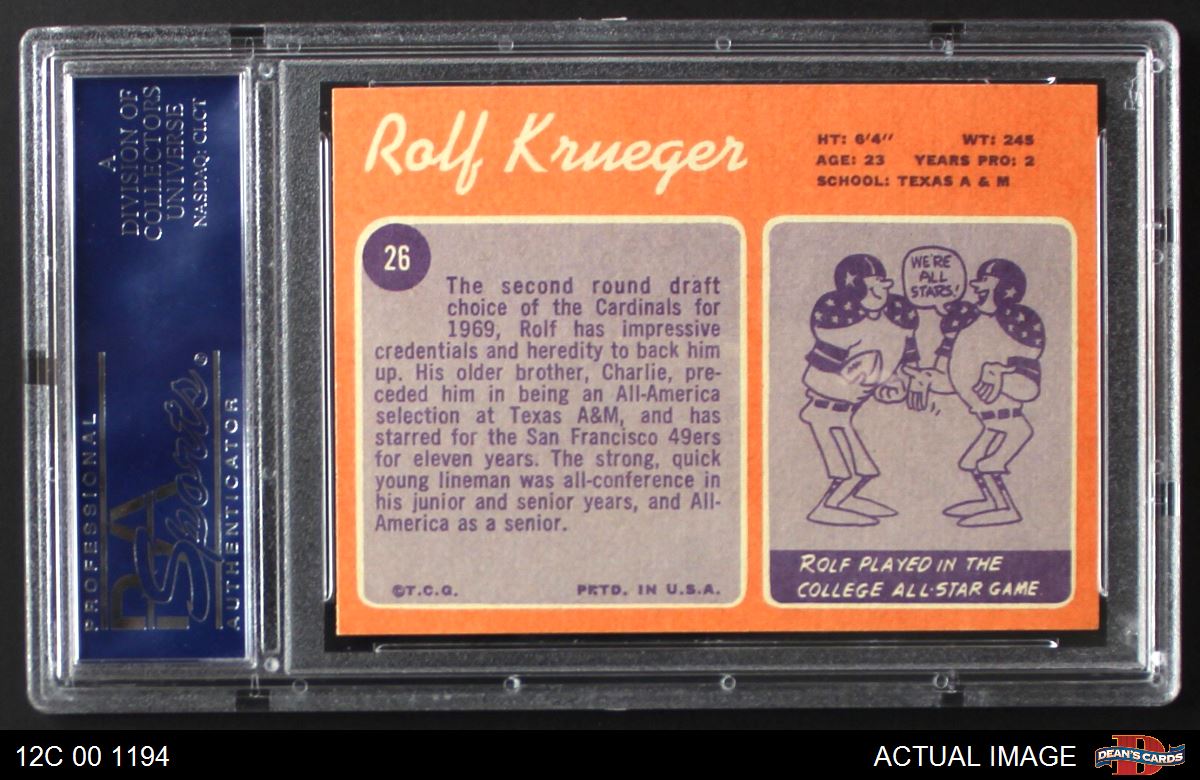 A
DIVISION OF
COLLECTORS
UNIVERSE
NASDAQ: CLCT
PROFESSIONAL
PSA
Sports
AUTHENTICATOR
Rolf Krueger
HT: 6'4" WT: 245
AGE: 23 YEARS PRO: 2
SCHOOL: TEXAS A & M
26
The second round draft
choice of the Cardinals for
1969, Rolf has impressive
credentials and heredity to back him
up. His older brother, Charlie, pre-
ceded him in being an All-America
selection at Texas A&M, and has
starred for the San Francisco 49ers
for eleven years. The strong, quick
young lineman was all-conference in
his junior and senior years, and All-
America as a senior.
©T.C.G. PRTD. IN U.S.A.
WE'RE
ALL
STARS!
ROLF PLAYED IN THE
COLLEGE ALL-STAR GAME.
12C 00 1194
ACTUAL IMAGE
D
DEAN'S CARDS